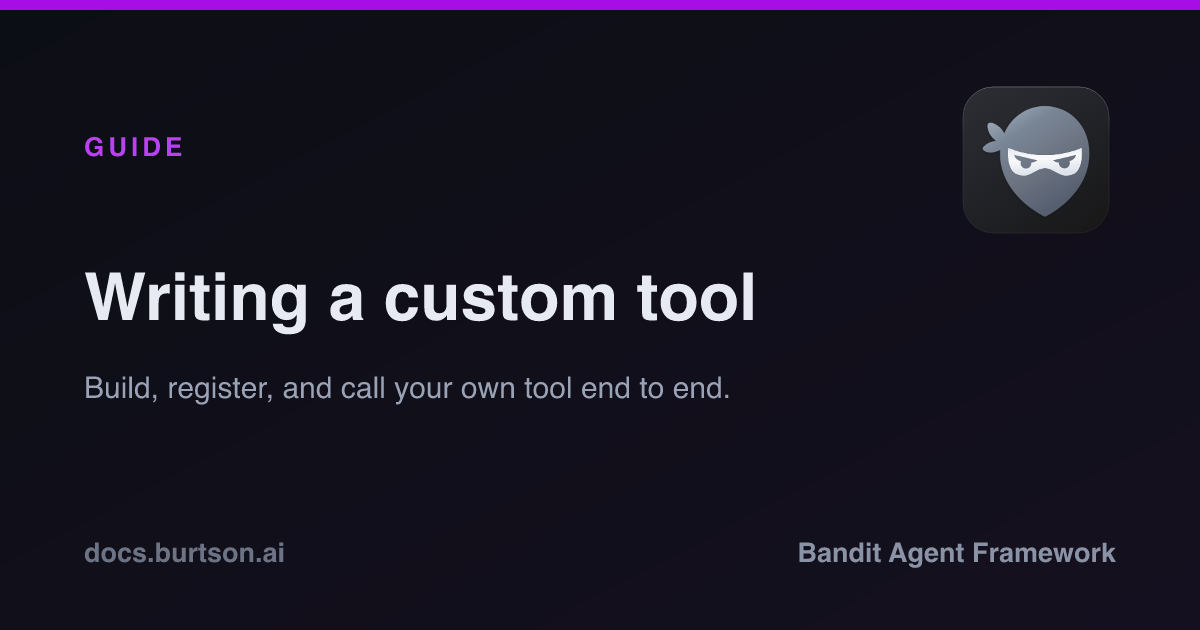 GUIDE
Writing a custom tool
Build, register, and call your own tool end to end.
docs.burtson.ai
Bandit Agent Framework